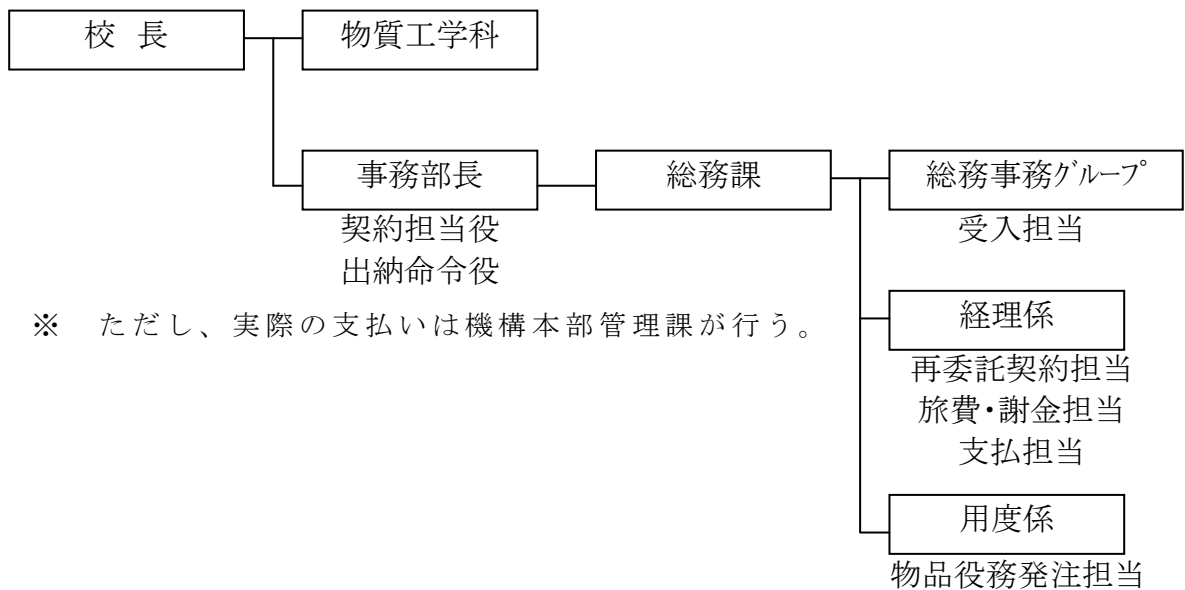 校 長
物質工学科
事務部長
契約担当役
出納命令役
総務課
総務事務ｸﾞﾙｰﾌﾟ
受入担当
経理係
再委託契約担当
旅費・謝金担当
支払担当
用度係
物品役務発注担当
※ ただし、実際の支払いは機構本部管理課が行う。